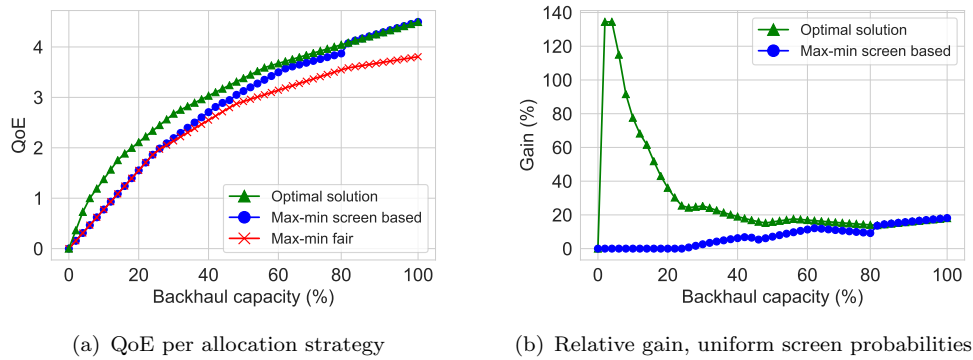 QoE
4
3
2
1
0
0
20
40
60
80
100
Backhaul capacity (%)
Optimal solution
Max-min screen based
Max-min fair
(a) QoE per allocation strategy
Gain (%)
140
120
100
80
60
40
20
0
0
20
40
60
80
100
Backhaul capacity (%)
Optimal solution
Max-min screen based
(b) Relative gain, uniform screen probabilities